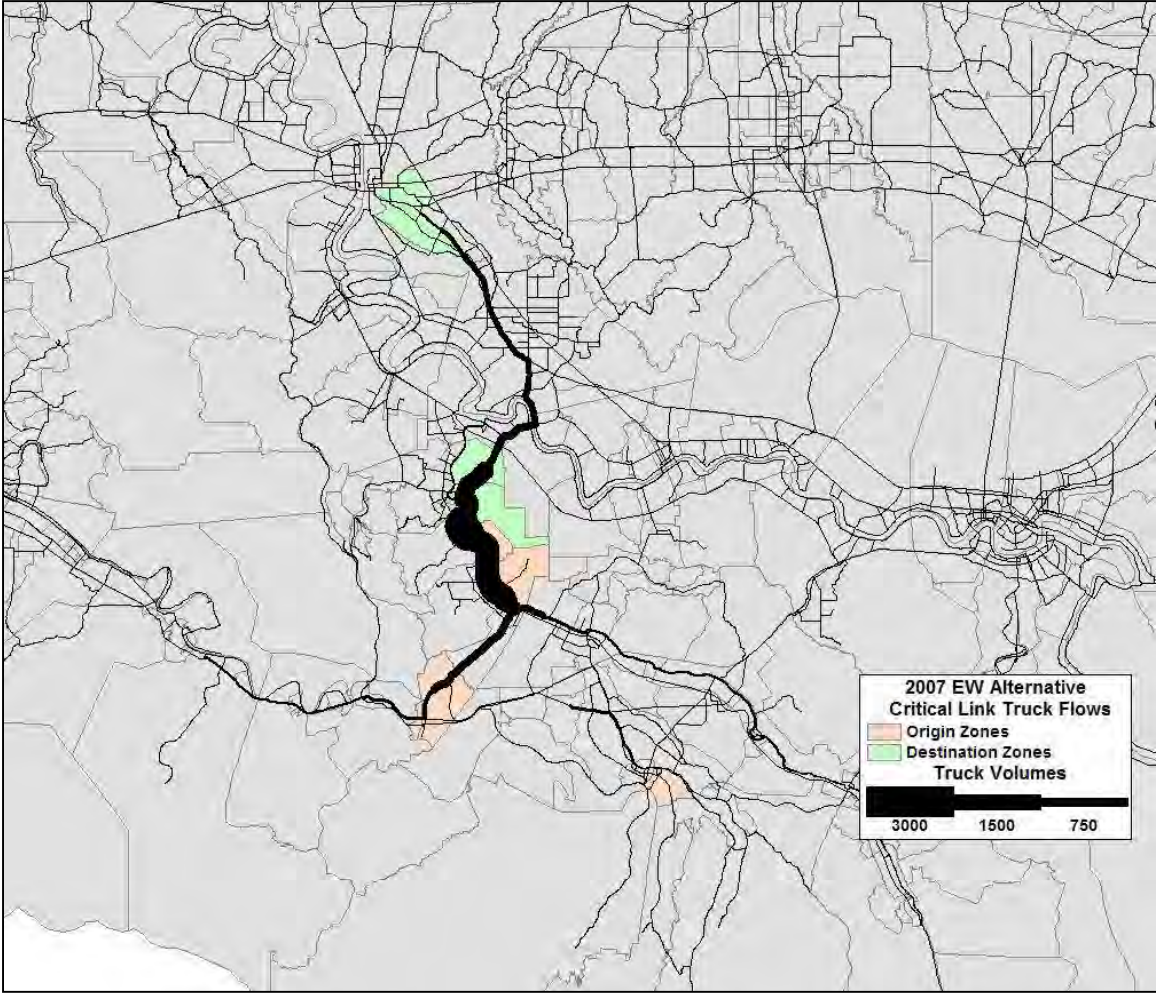 2007 EW Alternative
Critical Link Truck Flows
Origin Zones
Destination Zones
Truck Volumes
3000 1500 750